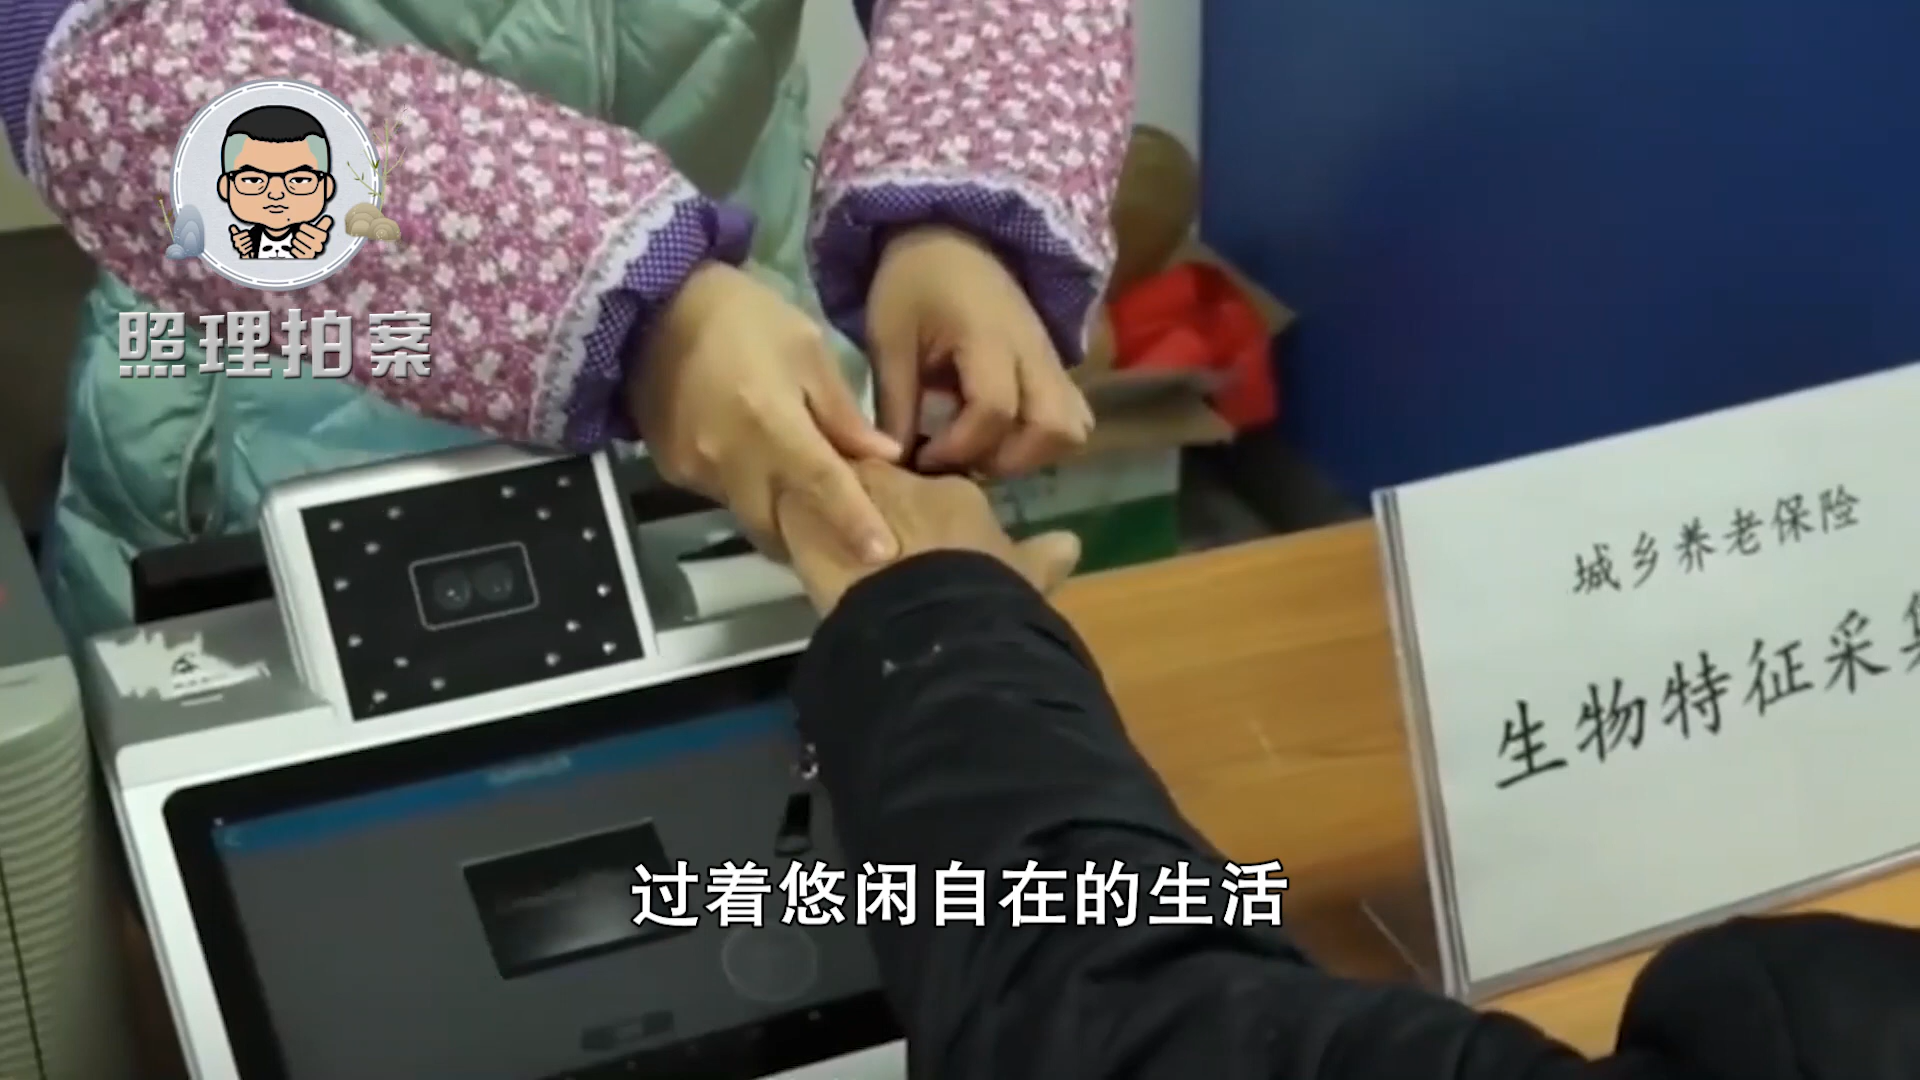 照理拍案
城乡养老保险
生物特征采集
过着悠闲自在的生活